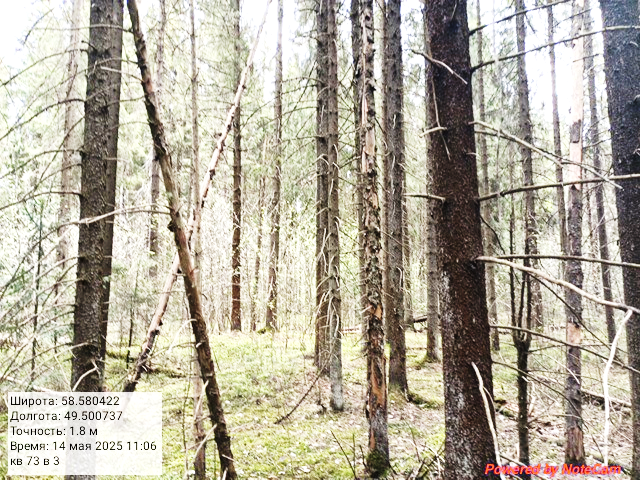 Широта: 58.580422
Долгота: 49.500737
Точность: 1.8 м
Время: 14 мая 2025 11:06
кв 73 в 3
Powered by NoteCam